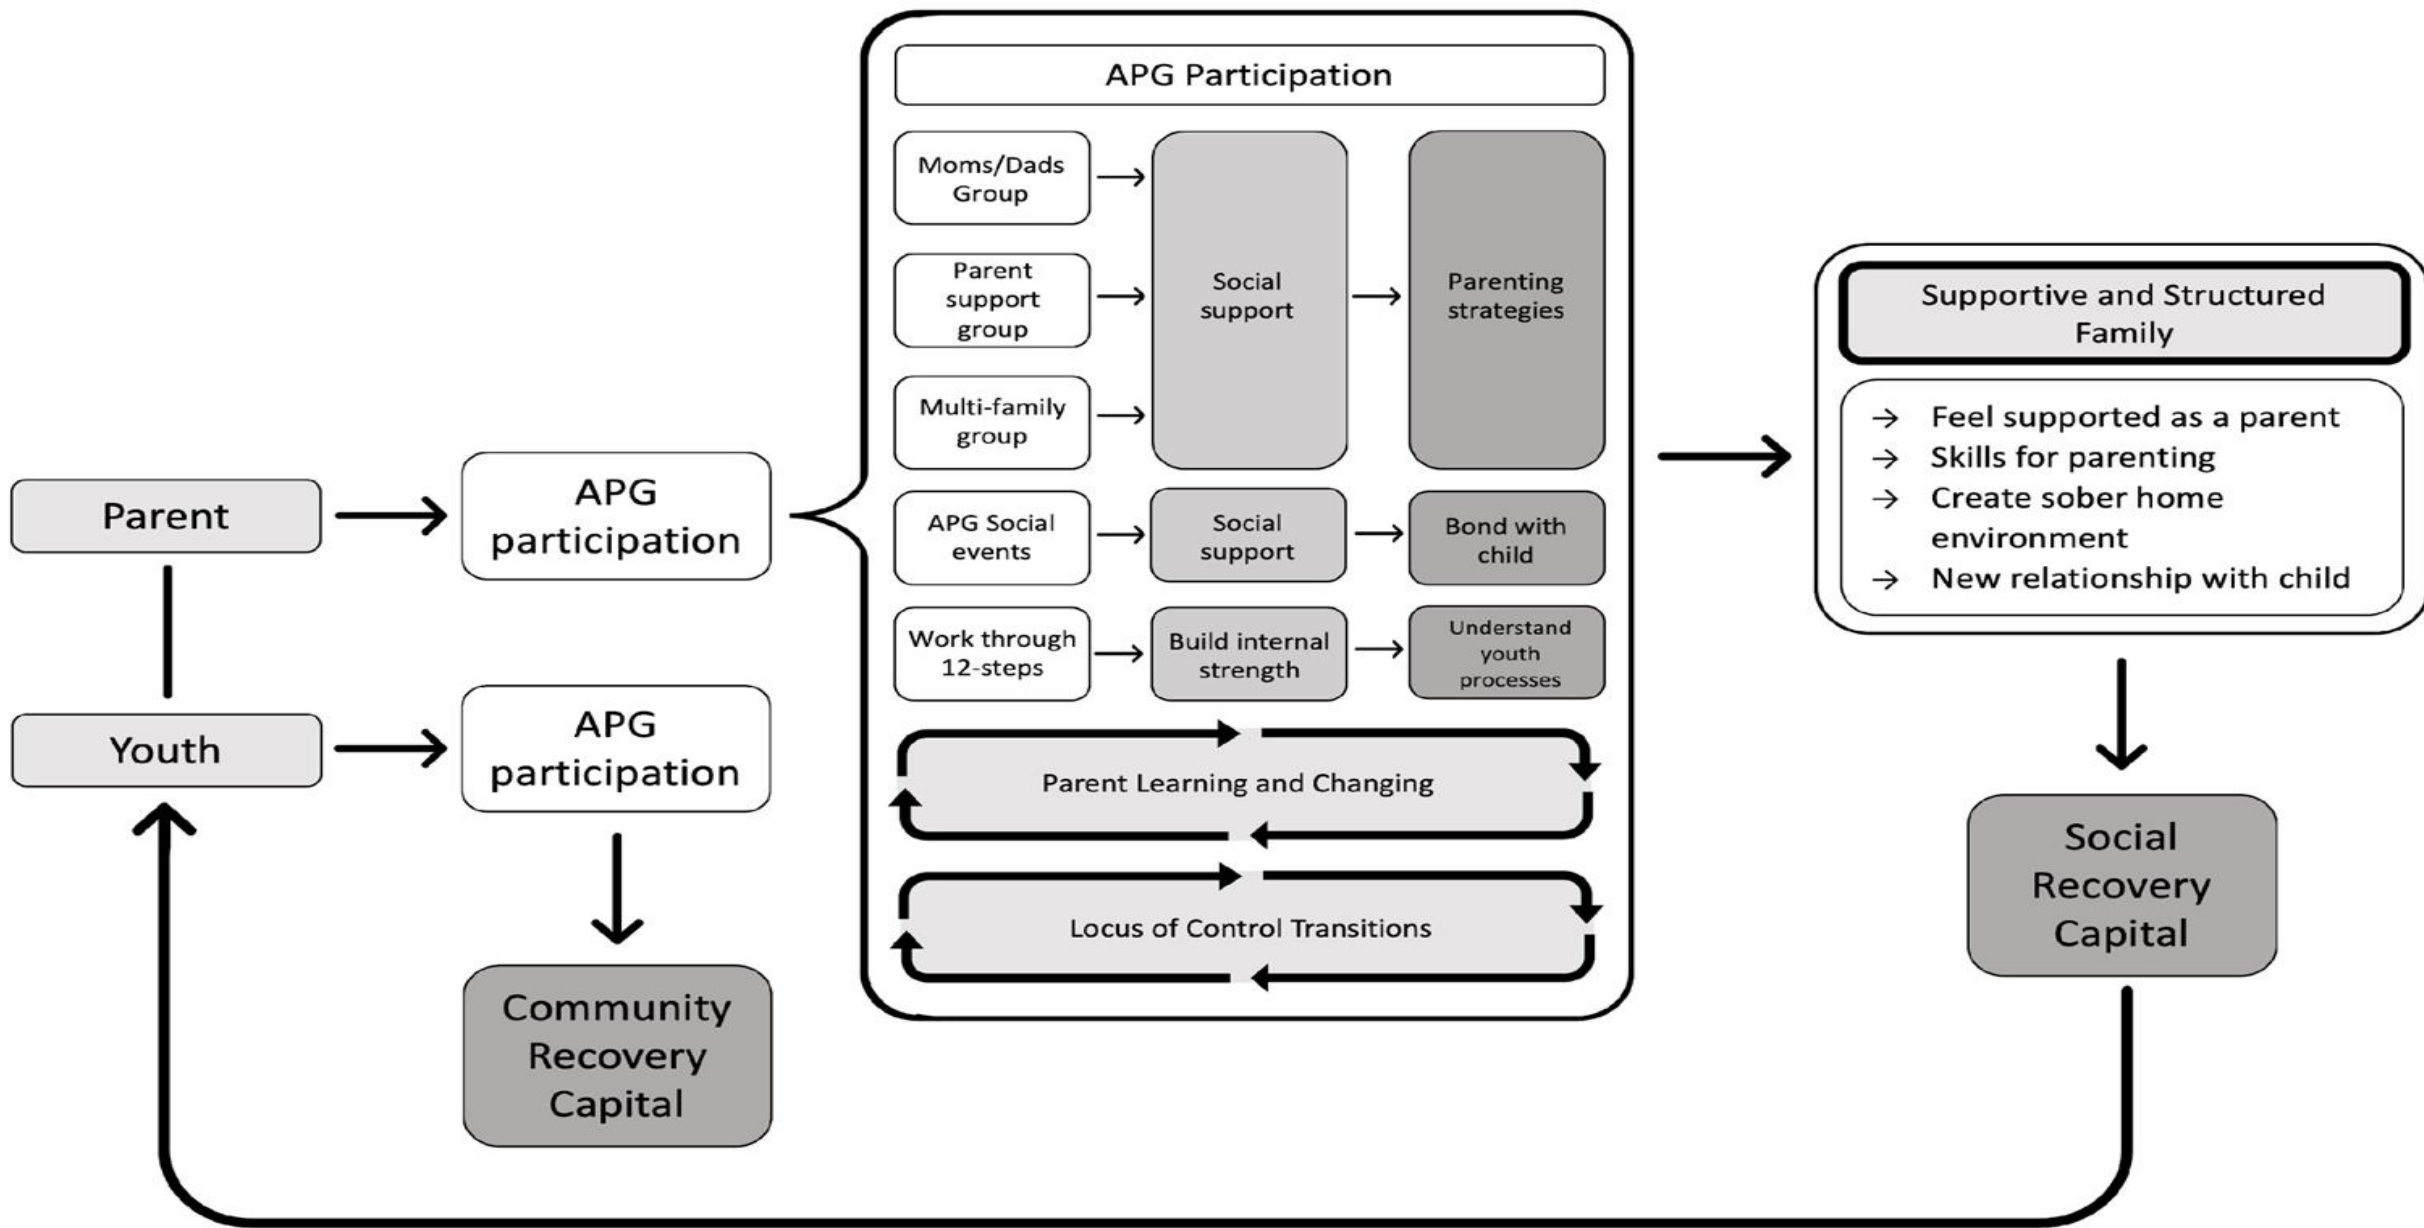 APG Participation
Moms/Dads
Group
Parent
support
group
Multi-family
group
Social
support
Parenting
strategies
APG Social
events
Social
support
Bond with
child
Work through
12-steps
Build internal
strength
Understand
youth
processes
Parent Learning and Changing
Locus of Control Transitions
Parent
APG
participation
Youth
APG
participation
Community
Recovery
Capital
Supportive and Structured
Family
→ Feel supported as a parent
→ Skills for parenting
→ Create sober home
environment
→ New relationship with child
Social
Recovery
Capital